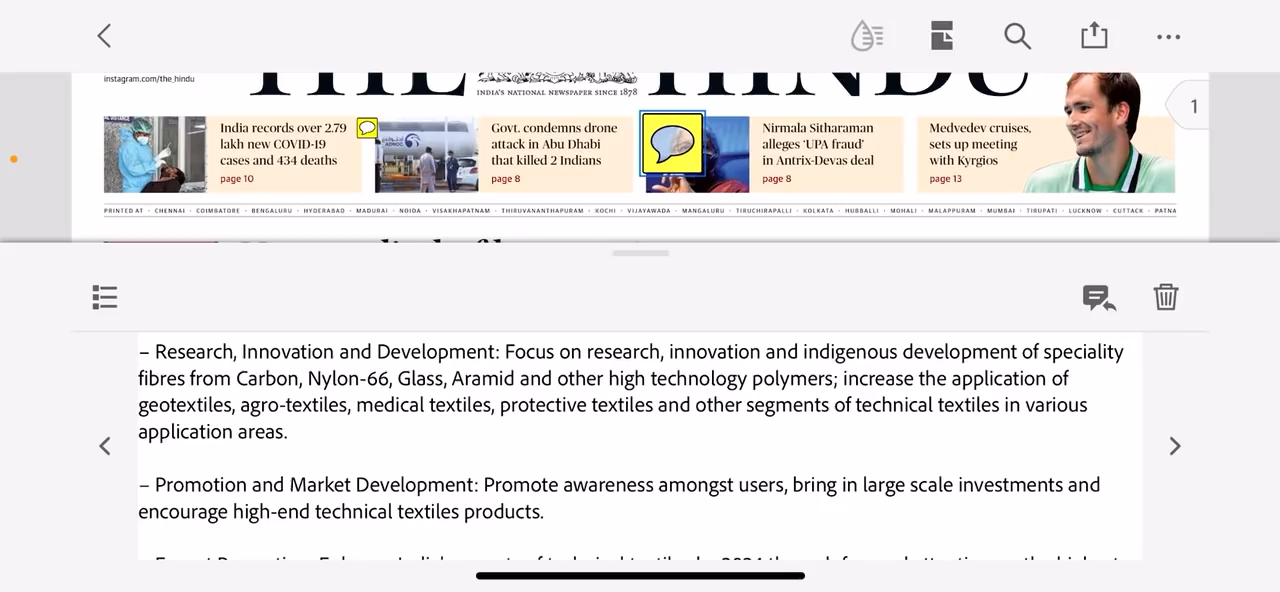 1
instagram.com/the_hindu
THE HINDU
INDIA'S NATIONAL NEWSPAPER SINCE 1878
India records over 2.79
lakh new COVID-19
cases and 434 deaths
page 10
Govt. condemns drone
attack in Abu Dhabi
that killed 2 Indians
page 8
Nirmala Sitharaman
alleges ‘UPA fraud’
in Antrix-Devas deal
page 8
Medvedev cruises,
sets up meeting
with Kyrgios
page 13
ADNOC
PRINTED AT · CHENNAI · COIMBATORE · BENGALURU · HYDERABAD · MADURAI · NOIDA · VISAKHAPATNAM · THIRUVANANTHAPURAM · KOCHI · VIJAYAWADA · MANGALURU · TIRUCHIRAPALLI · KOLKATA · HUBBALLI · MOHALI · MALAPPURAM · MUMBAI · TIRUPATI · LUCKNOW · CUTTACK · PATNA
– Research, Innovation and Development: Focus on research, innovation and indigenous development of speciality
fibres from Carbon, Nylon-66, Glass, Aramid and other high technology polymers; increase the application of
geotextiles, agro-textiles, medical textiles, protective textiles and other segments of technical textiles in various
application areas.
– Promotion and Market Development: Promote awareness amongst users, bring in large scale investments and
encourage high-end technical textiles products.